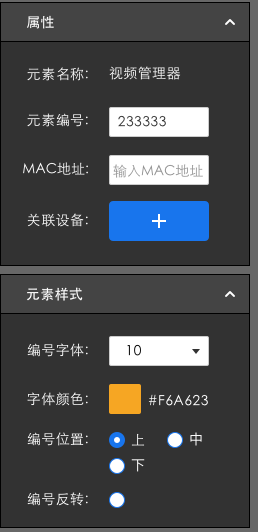 属性
元素名称： 视频管理器
元素编号： 233333
MAC地址： 输入MAC地址
关联设备： +
元素样式
编号字体： 10
字体颜色： #F6A623
编号位置： 上 中
下
编号反转：